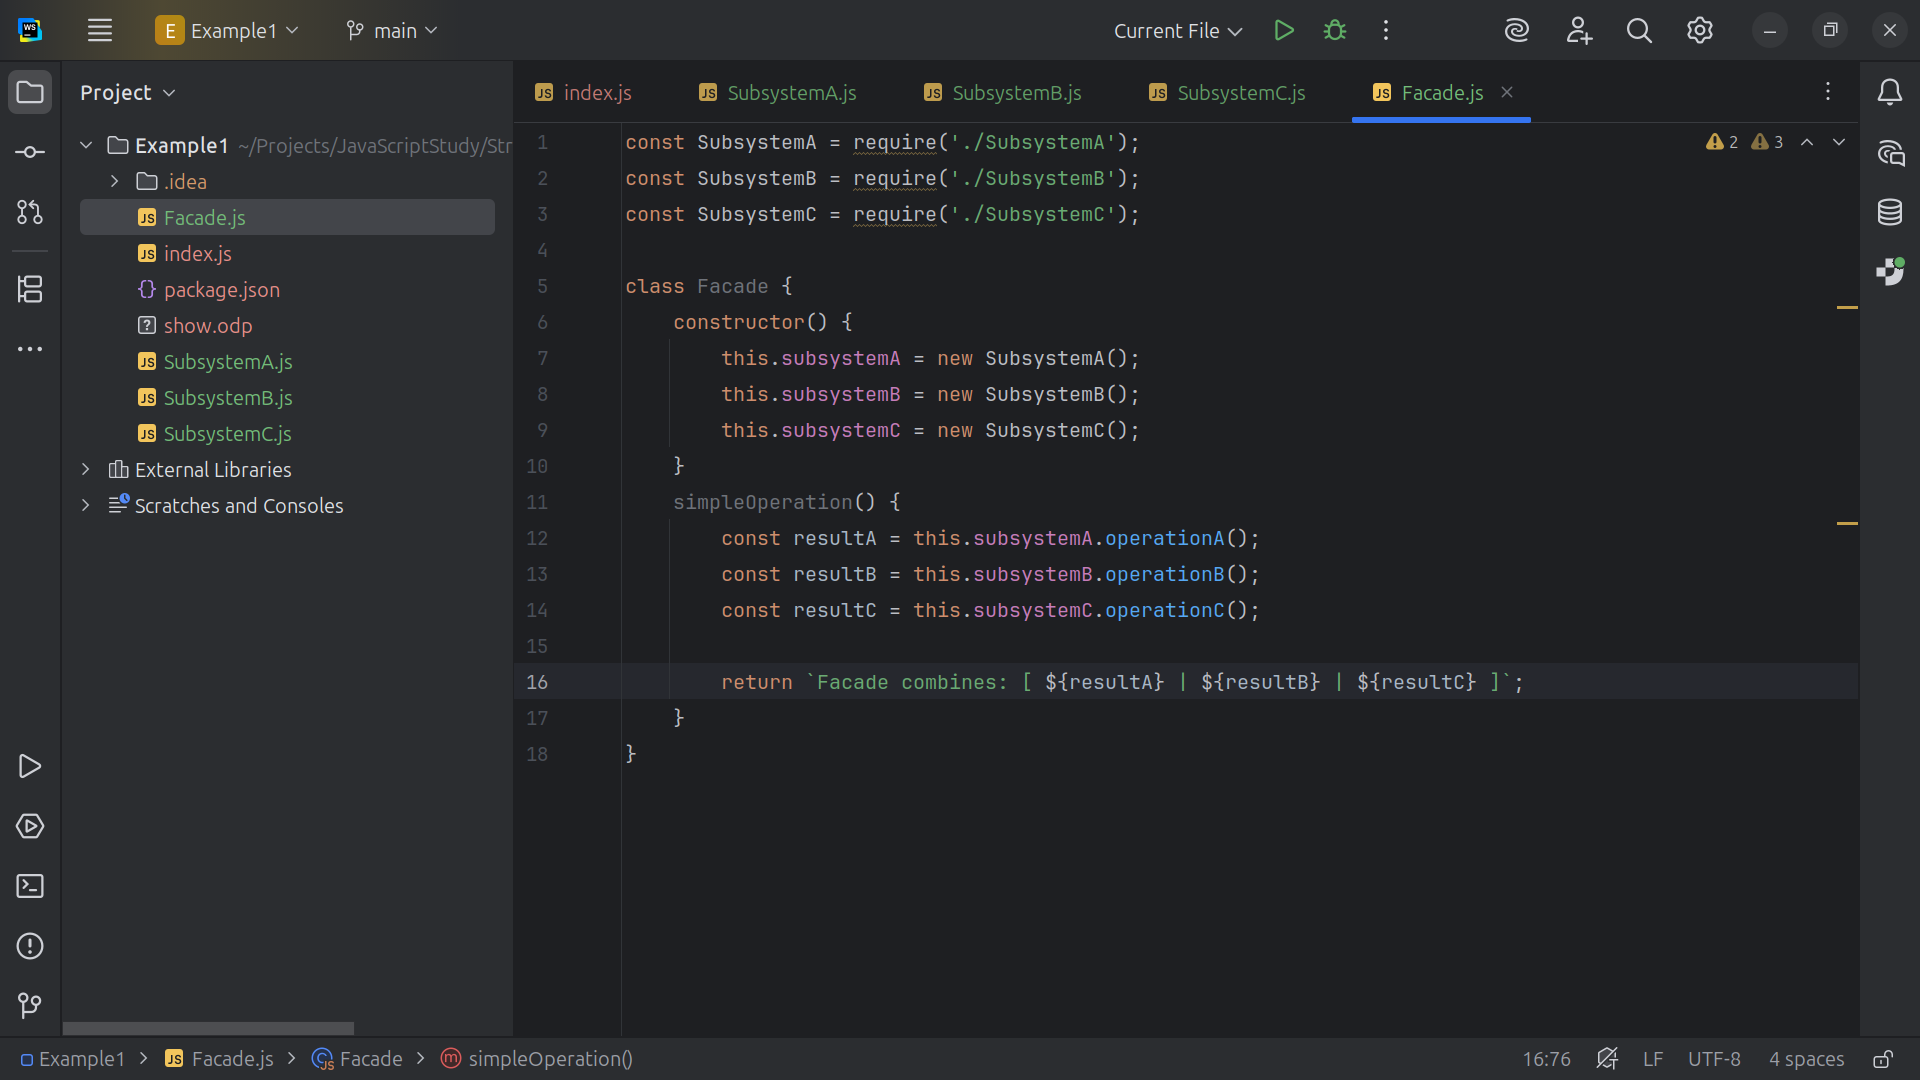 WS
E Example1
main
Current File
Project
index.js
SubsystemA.js
SubsystemB.js
SubsystemC.js
Facade.js
Example1 ~/Projects/JavaScriptStudy/Str
.idea
Facade.js
index.js
package.json
show.odp
SubsystemA.js
SubsystemB.js
SubsystemC.js
External Libraries
Scratches and Consoles
2 3
1 const SubsystemA = require('./SubsystemA');
2 const SubsystemB = require('./SubsystemB');
3 const SubsystemC = require('./SubsystemC');
4
5 class Facade {
6 constructor() {
7 this.subsystemA = new SubsystemA();
8 this.subsystemB = new SubsystemB();
9 this.subsystemC = new SubsystemC();
10 }
11 simpleOperation() {
12 const resultA = this.subsystemA.operationA();
13 const resultB = this.subsystemB.operationB();
14 const resultC = this.subsystemC.operationC();
15
16 return `Facade combines: [ ${resultA} | ${resultB} | ${resultC} ]`;
17 }
18 }
Example1 > JS Facade.js > Facade > m simpleOperation()
16:76 LF UTF-8 4 spaces